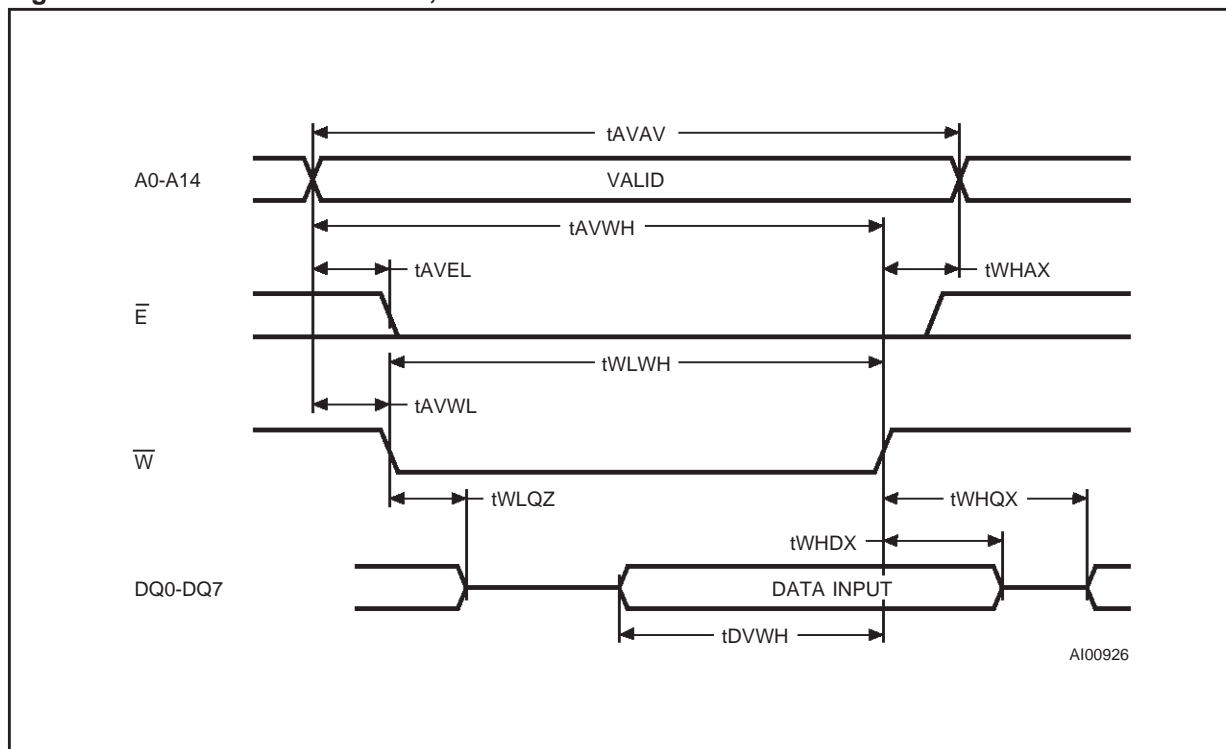 tAVAV
A0-A14
VALID
tAVWH
tAVEL
tWHAX
E̅
tWLWH
tAVWL
W̅
tWLQZ
tWHQX
tWHDX
DQ0-DQ7
DATA INPUT
tDVWH
AI00926